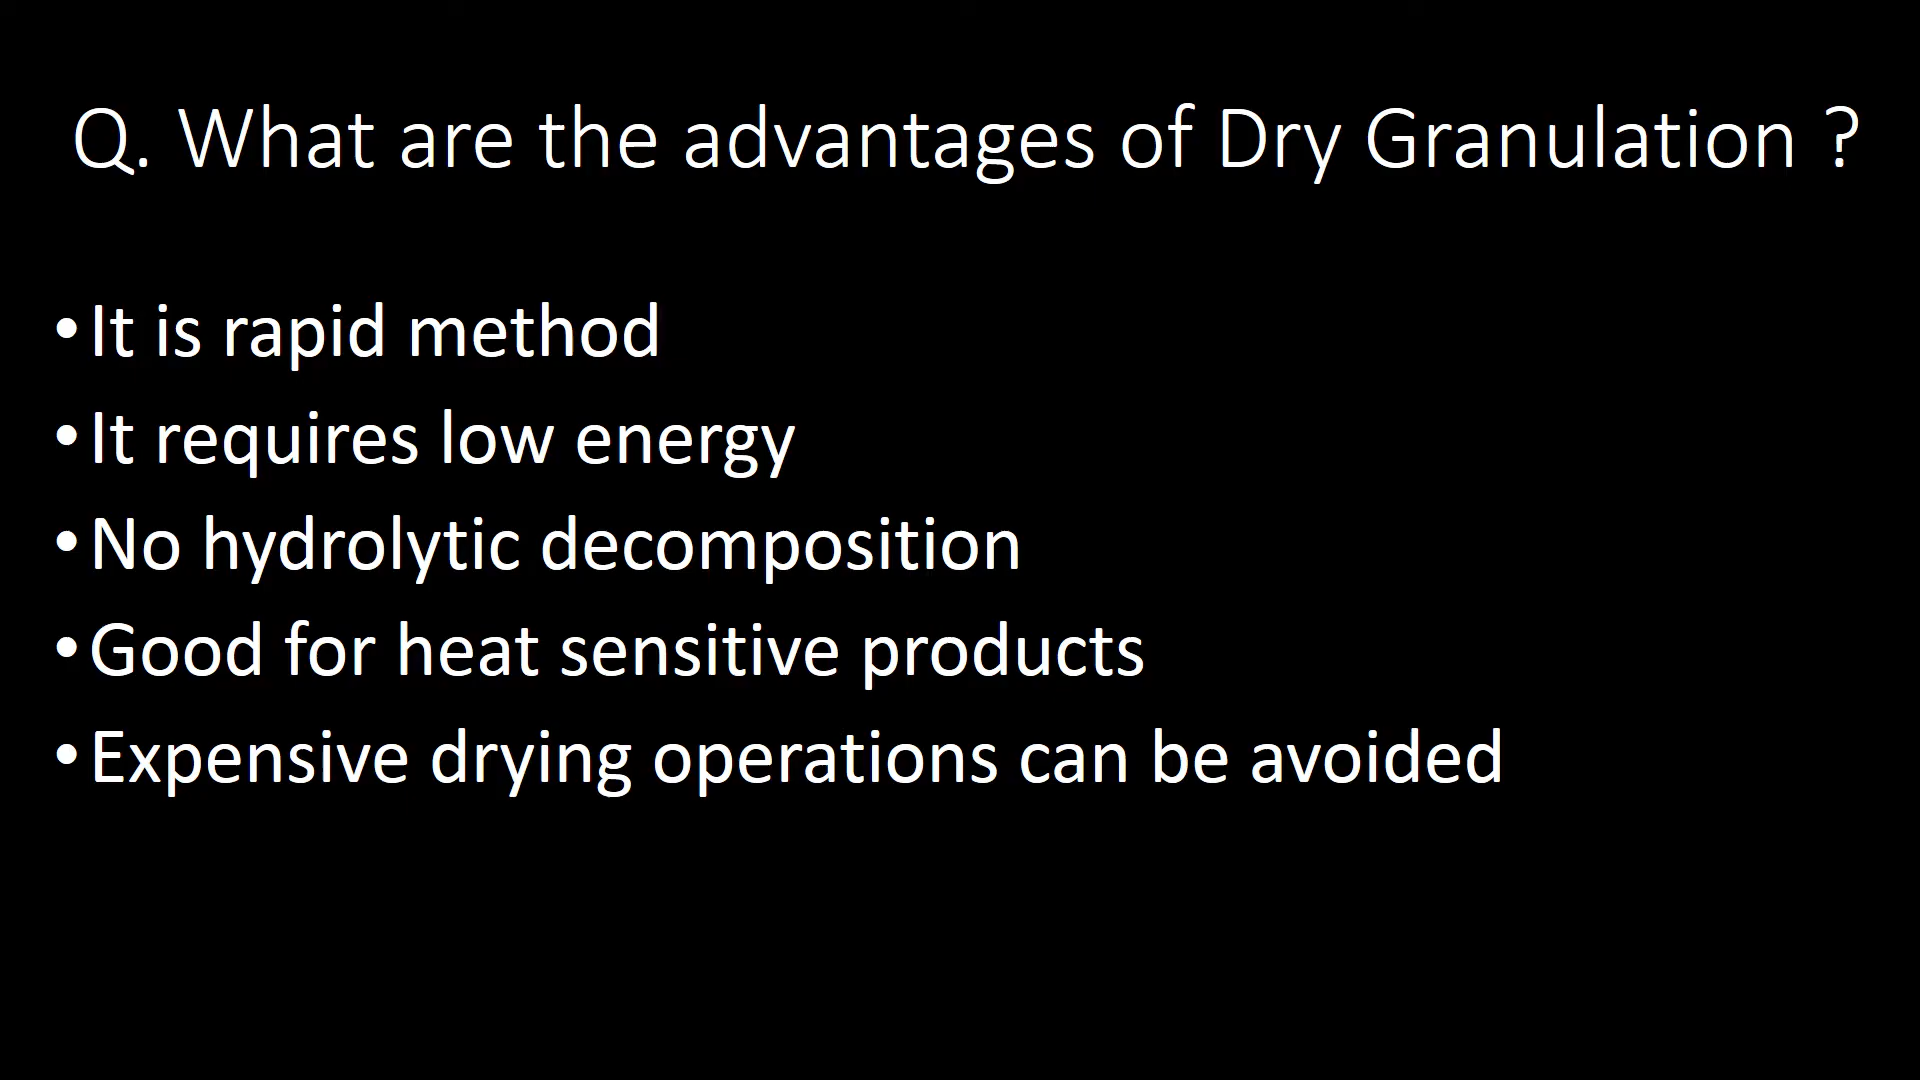 Q. What are the advantages of Dry Granulation ?
•It is rapid method
•It requires low energy
•No hydrolytic decomposition
•Good for heat sensitive products
•Expensive drying operations can be avoided